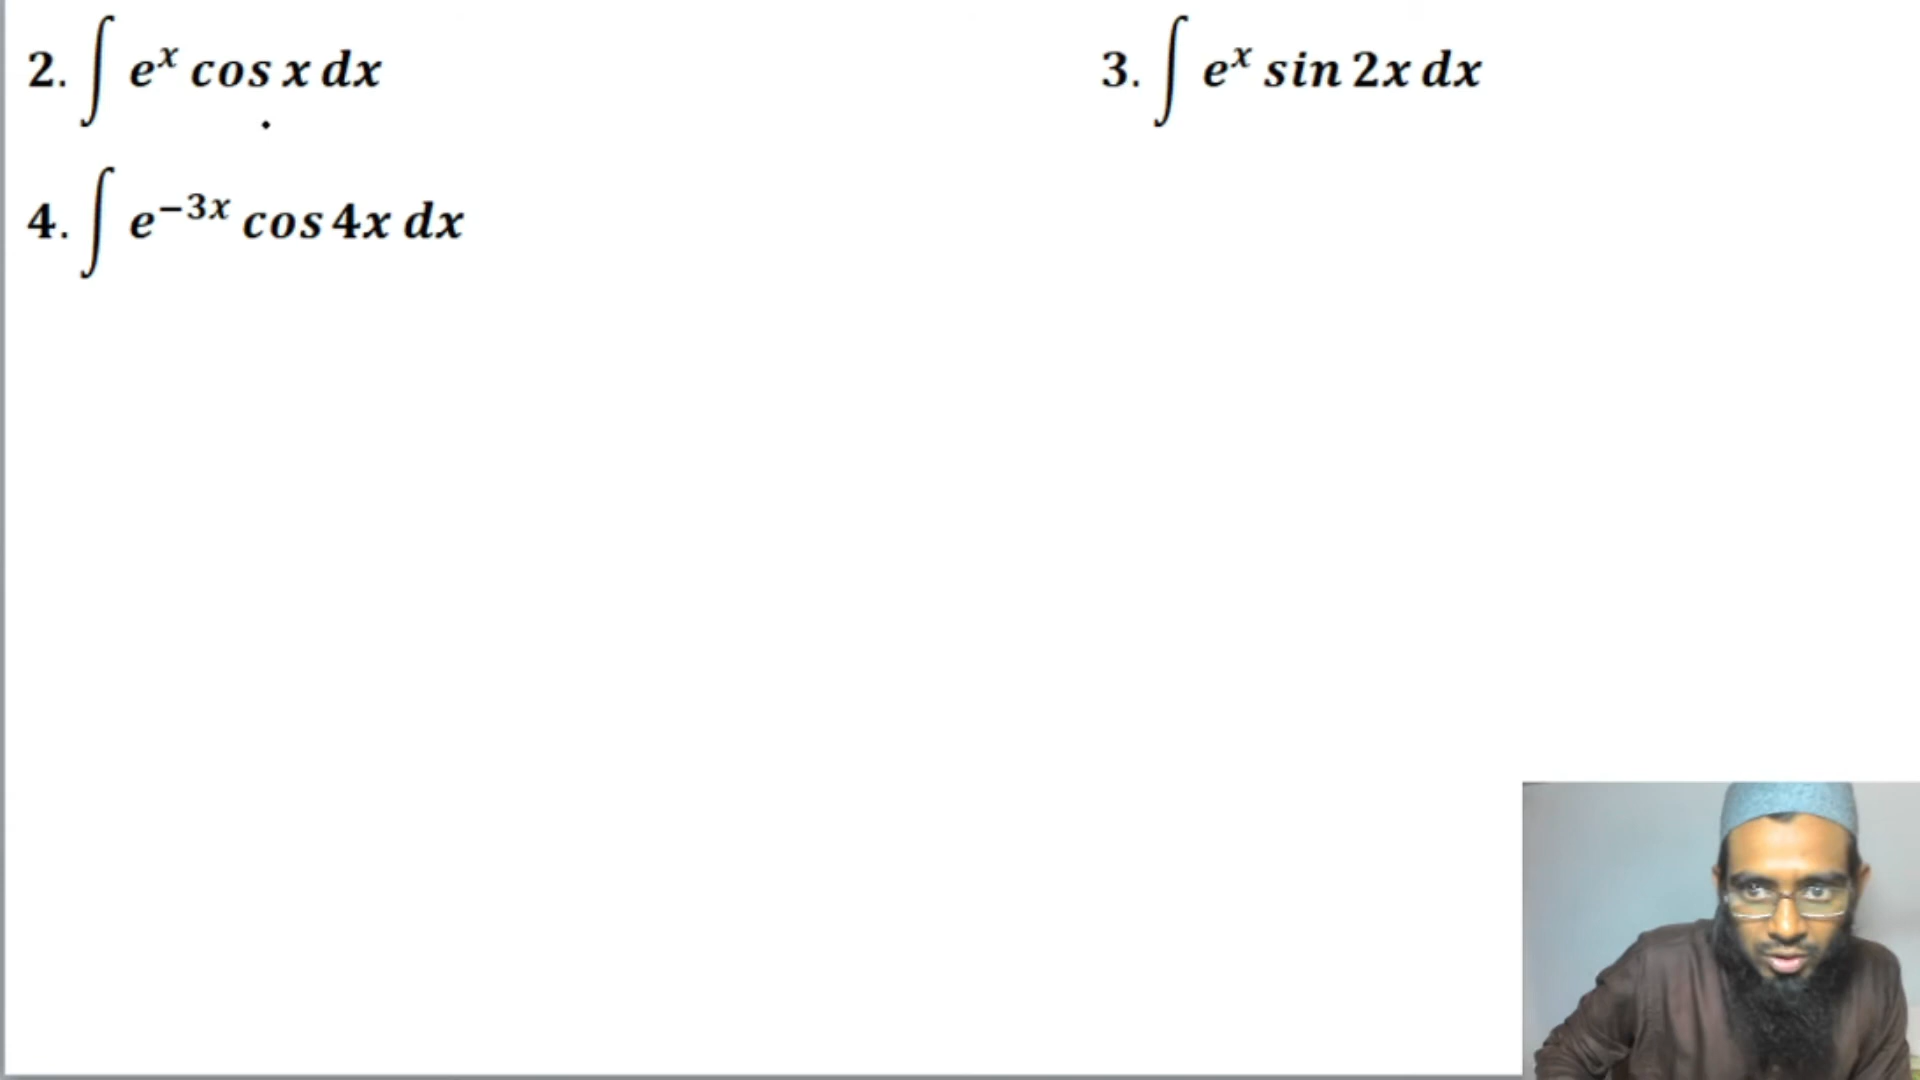 2. ∫ eˣ cos x dx
3. ∫ eˣ sin 2x dx
4. ∫ e⁻³ˣ cos 4x dx